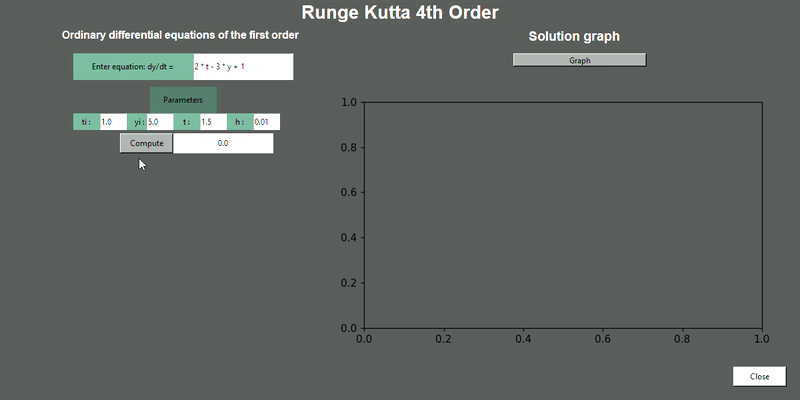 Runge Kutta 4th Order
Ordinary differential equations of the first order
Solution graph
Enter equation: dy/dt = 2 * t - 3 * y + 1
Graph
Parameters
ti : 1.0 yi : 5.0 t : 1.5 h : 0.01
Compute 0.0
1.0
0.8
0.6
0.4
0.2
0.0
0.0 0.2 0.4 0.6 0.8 1.0
Close